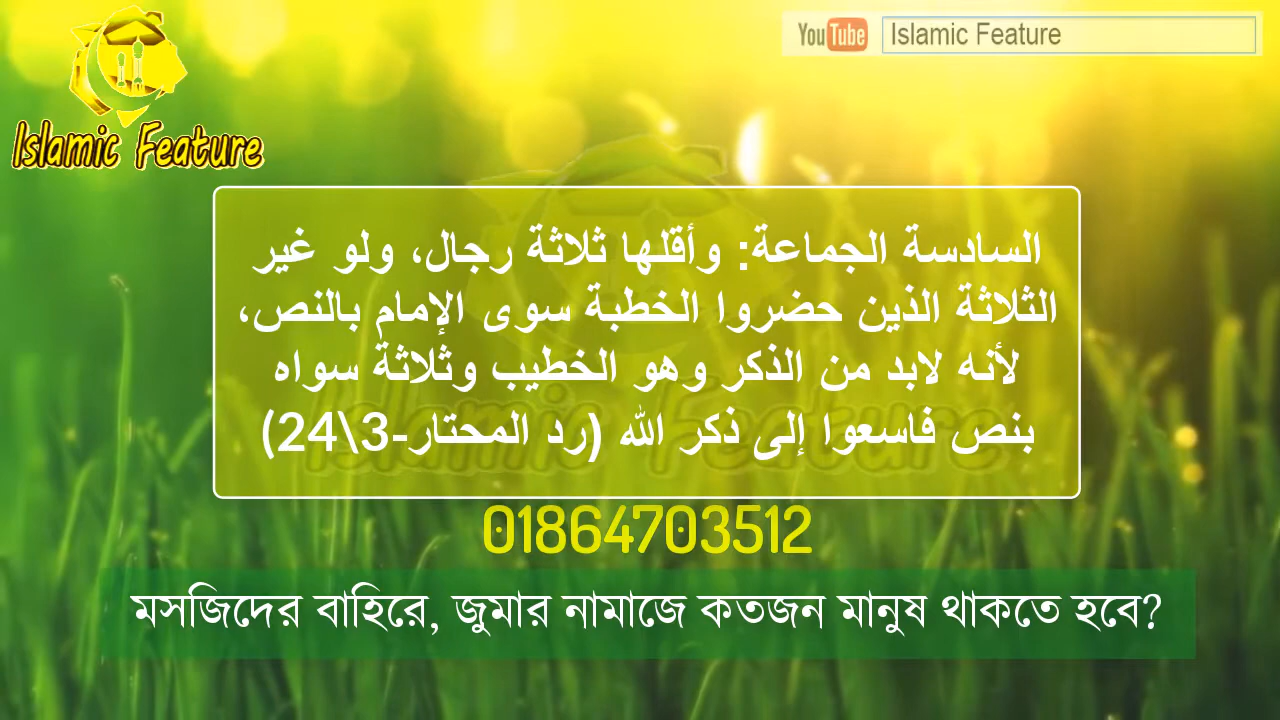 YouTube Islamic Feature
Islamic Feature
السادسة الجماعة: وأقلها ثلاثة رجال، ولو غير
الثلاثة الذين حضروا الخطبة سوى الإمام بالنص،
لأنه لابد من الذكر وهو الخطيب وثلاثة سواه
بنص فاسعوا إلى ذكر الله (رد المحتار-3\24)
Islamic Feature
01864703512
মসজিদের বাহিরে, জুমার নামাজে কতজন মানুষ থাকতে হবে?